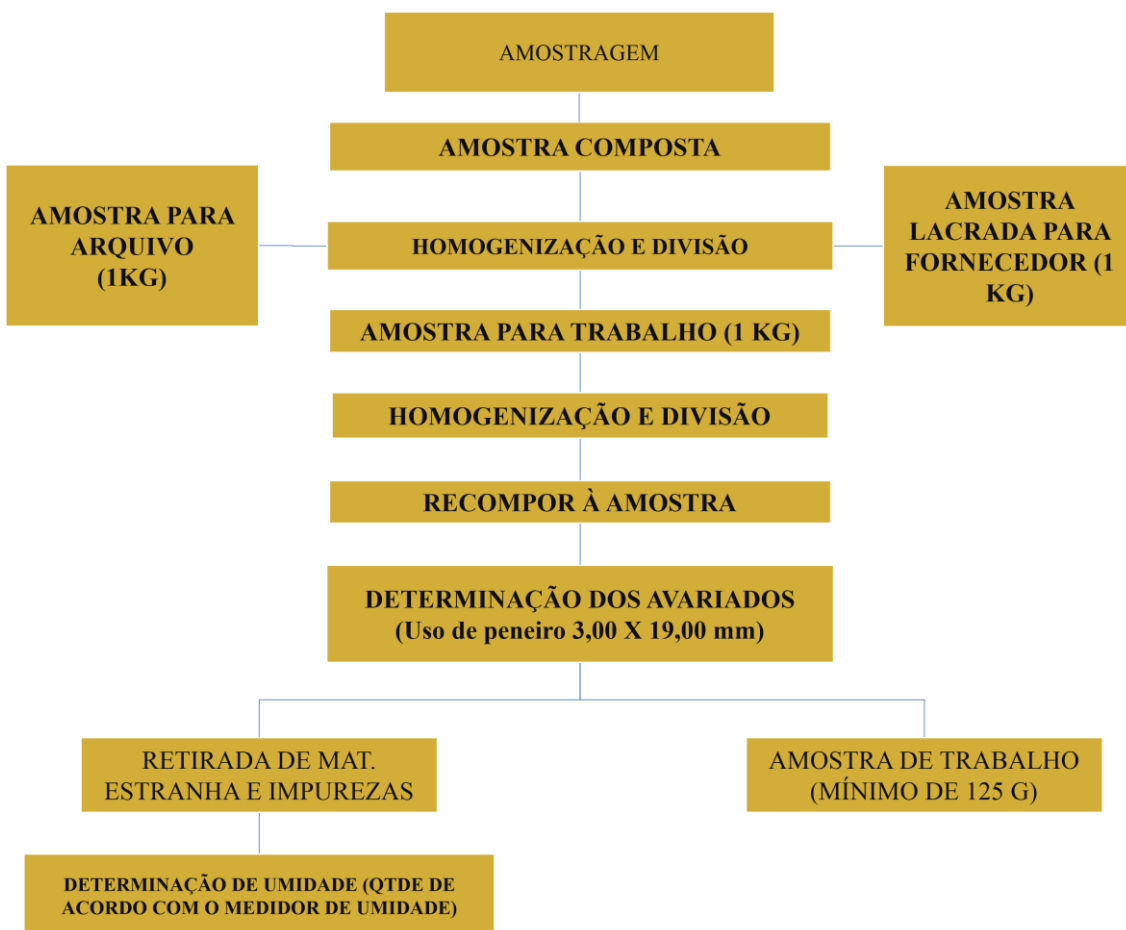 AMOSTRAGEM
AMOSTRA COMPOSTA
AMOSTRA PARA
ARQUIVO
(1KG)
HOMOGENIZAÇÃO E DIVISÃO
AMOSTRA
LACRADA PARA
FORNECEDOR (1
KG)
AMOSTRA PARA TRABALHO (1 KG)
HOMOGENIZAÇÃO E DIVISÃO
RECOMPOR À AMOSTRA
DETERMINAÇÃO DOS AVARIADOS
(Uso de peneiro 3,00 X 19,00 mm)
RETIRADA DE MAT.
ESTRANHA E IMPUREZAS
AMOSTRA DE TRABALHO
(MÍNIMO DE 125 G)
DETERMINAÇÃO DE UMIDADE (QTDE DE
ACORDO COM O MEDIDOR DE UMIDADE)